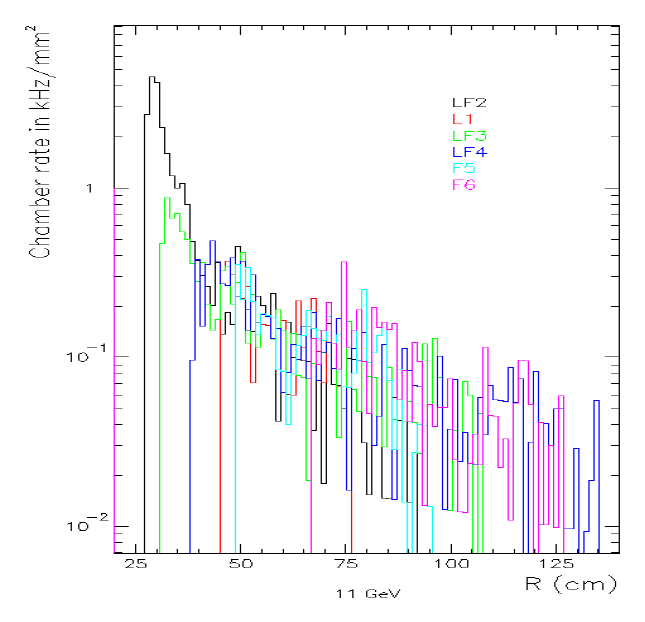 Chamber rate in kHz/mm²
LF2
L1
LF3
LF4
F5
F6
1
10⁻¹
10⁻²
25
50
75
100
125
R (cm)
11 GeV